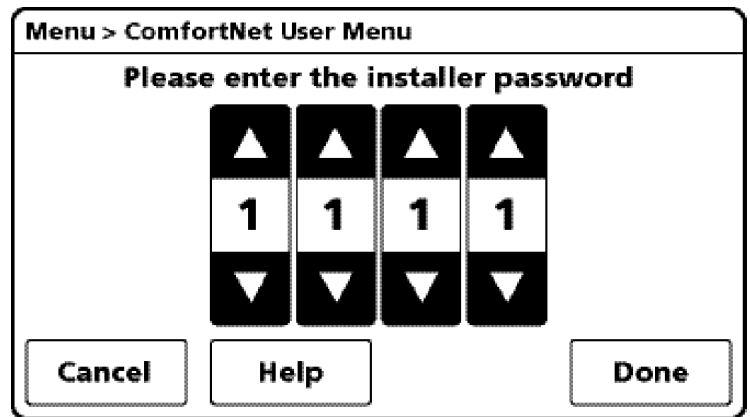 Menu > ComfortNet User Menu
Please enter the installer password
1 1 1 1
Cancel Help Done